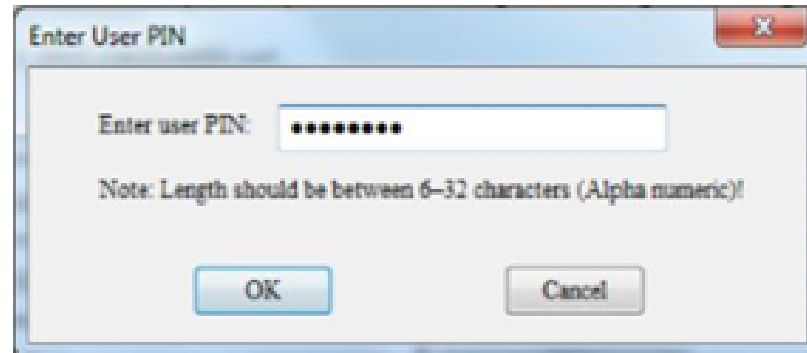 Enter User PIN
Enter user PIN: •••••••••
Note: Length should be between 6–32 characters (Alpha numeric)!
OK Cancel